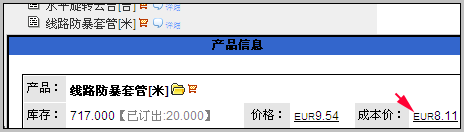 水平旋转云台[台] 详细
线路防暴套管[米] 详细
产品信息
产品： 线路防暴套管[米]
库存： 717.000【已订出:20.000】 价格： EUR9.54 成本价： EUR8.11